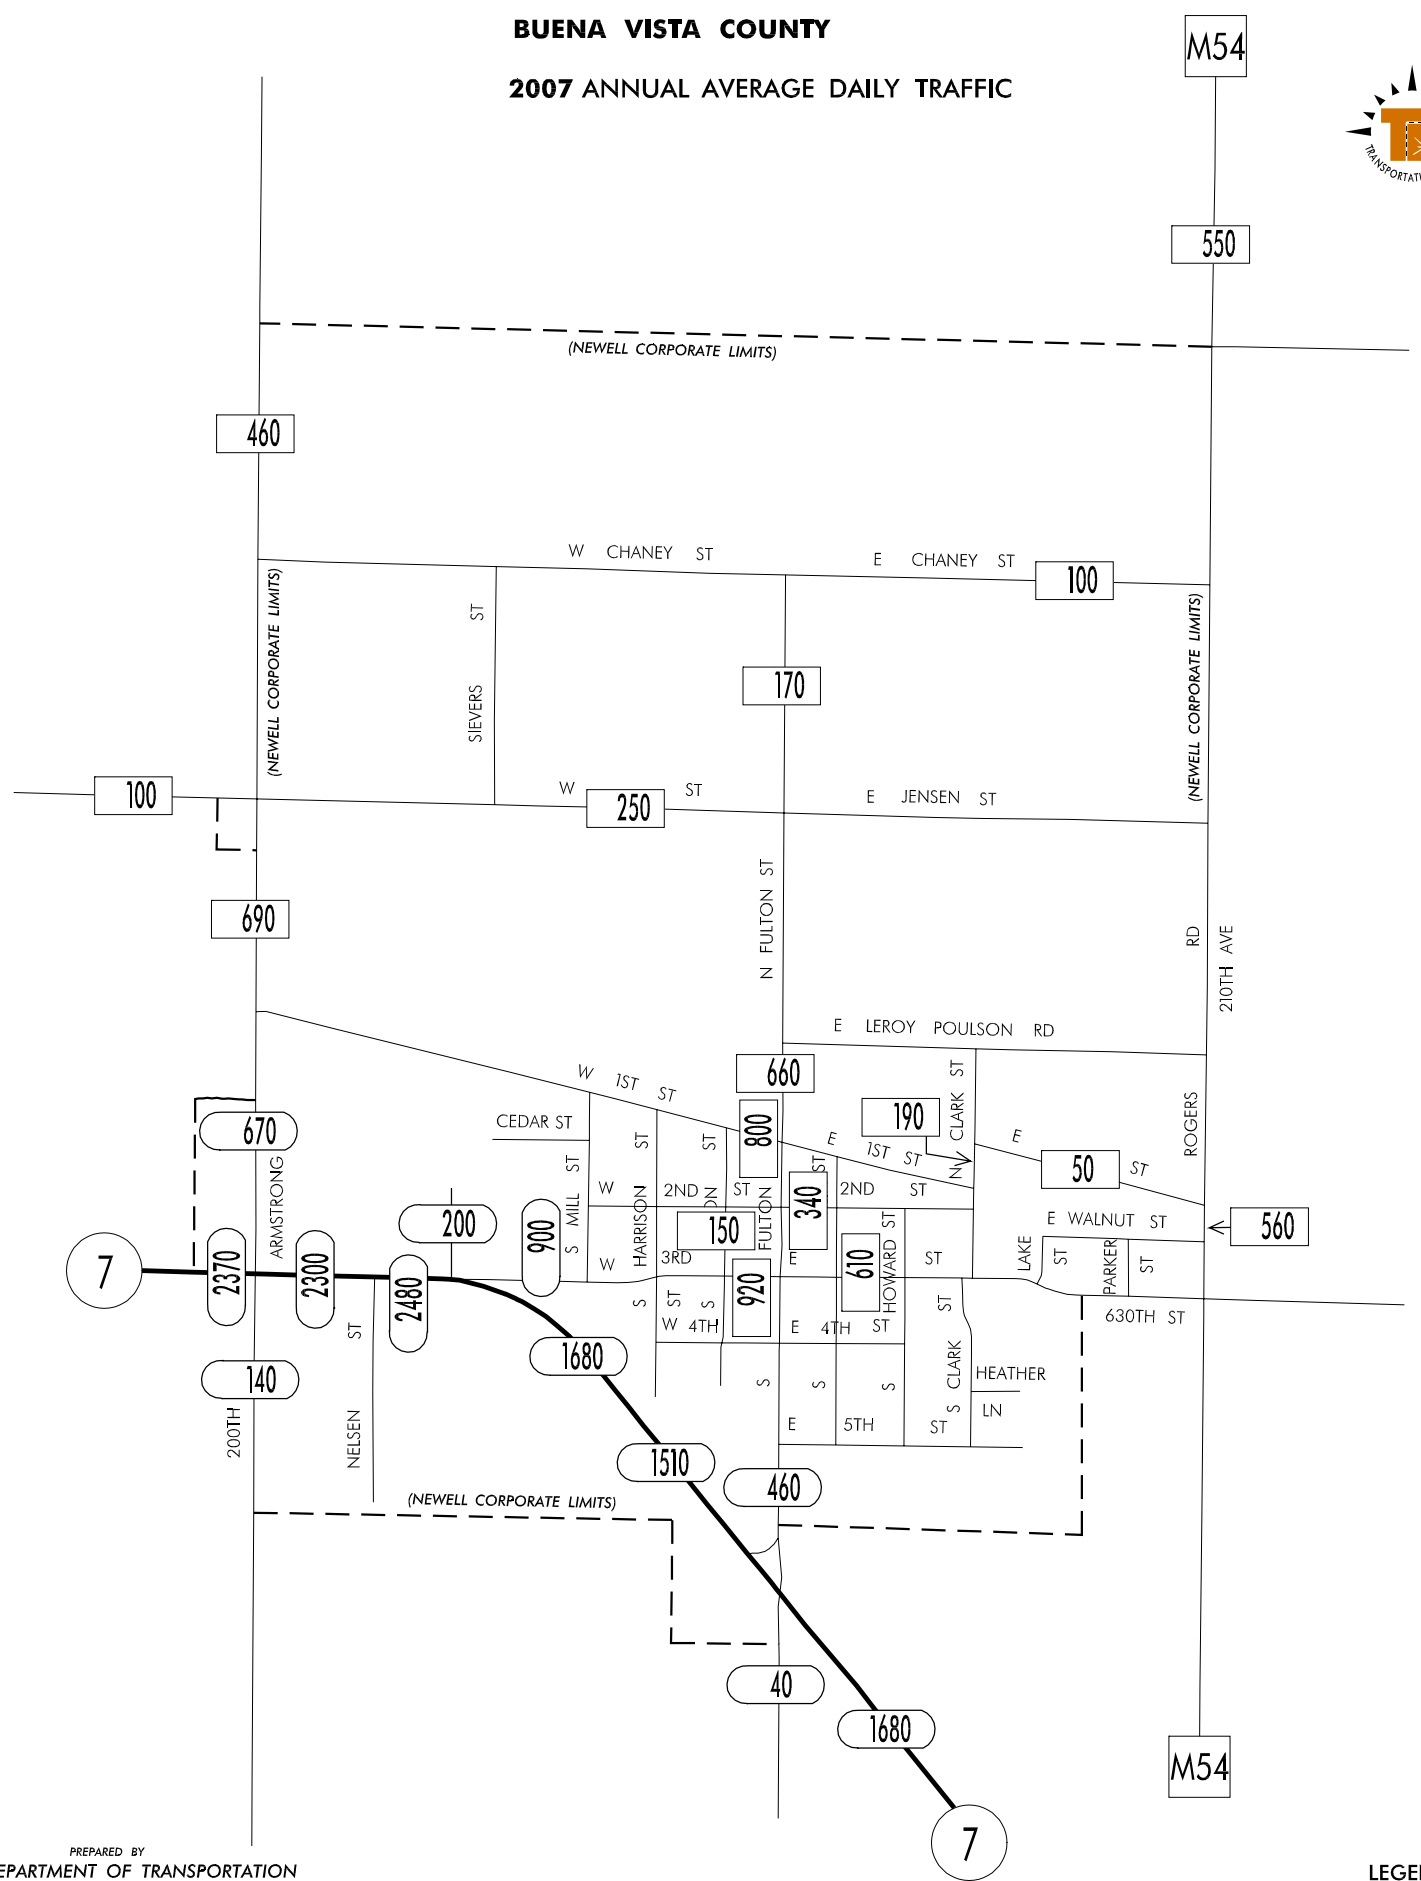 BUENA VISTA COUNTY
2007 ANNUAL AVERAGE DAILY TRAFFIC
M54
550
(NEWELL CORPORATE LIMITS)
460
W CHANEY ST
E CHANEY ST
100
(NEWELL CORPORATE LIMITS)
(NEWELL CORPORATE LIMITS)
SIEVERS ST
170
100
W
250
ST
E JENSEN ST
690
N FULTON ST
RD
210TH AVE
E LEROY POULSON RD
W 1ST ST
660
670
CEDAR ST
800
190
N CLARK ST
ROGERS
E 1ST ST
E
50
ST
ARMSTRONG
200
900
S MILL ST
W 2ND ST
340
2ND ST
E WALNUT ST
560
HARRISON ST
150
FULTON
ST
ST
7
2370
2300
2480
W 3RD
E
610
HOWARD ST
ST
LAKE ST
PARKER ST
920
S
ST
S
W 4TH
E 4TH ST
630TH ST
1680
140
200TH
NELSEN ST
S
S
S
S CLARK ST
HEATHER
LN
E 5TH ST
1510
460
(NEWELL CORPORATE LIMITS)
40
1680
M54
7
PREPARED BY
EPARTMENT OF TRANSPORTATION
LEGE